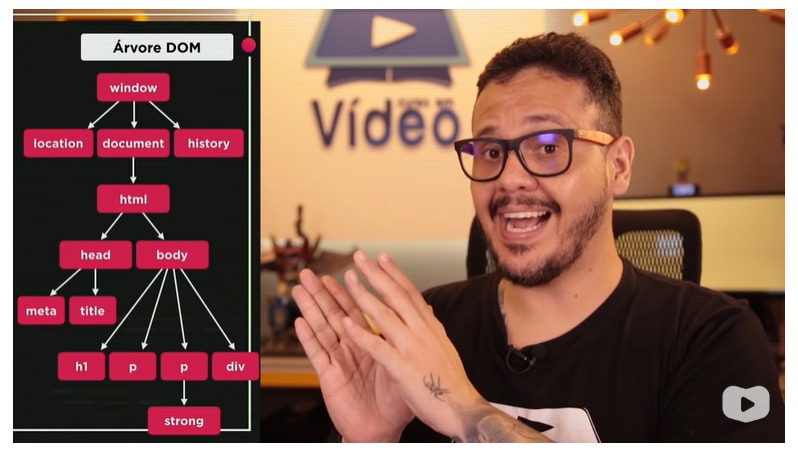 Árvore DOM
window
location document history
html
head body
meta title
h1 p p div
strong
Vídeo